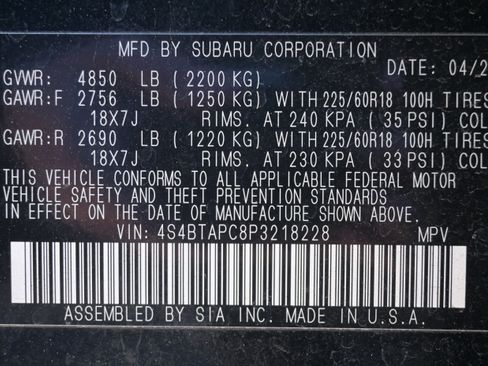 MFD BY SUBARU CORPORATION
DATE: 04/2
GVWR: 4850 LB (2200 KG)
GAWR:F 2756 LB (1250 KG) WITH 225/60R18 100H TIRES
18X7J RIMS. AT 240 KPA (35 PSI) COL
GAWR:R 2690 LB (1220 KG) WITH 225/60R18 100H TIRES
18X7J RIMS. AT 230 KPA (33 PSI) COL
THIS VEHICLE CONFORMS TO ALL APPLICABLE FEDERAL MOTOR
VEHICLE SAFETY AND THEFT PREVENTION STANDARDS
IN EFFECT ON THE DATE OF MANUFACTURE SHOWN ABOVE.
VIN: 4S4BTAPC8P3218228 MPV
ASSEMBLED BY SIA INC. MADE IN U.S.A.